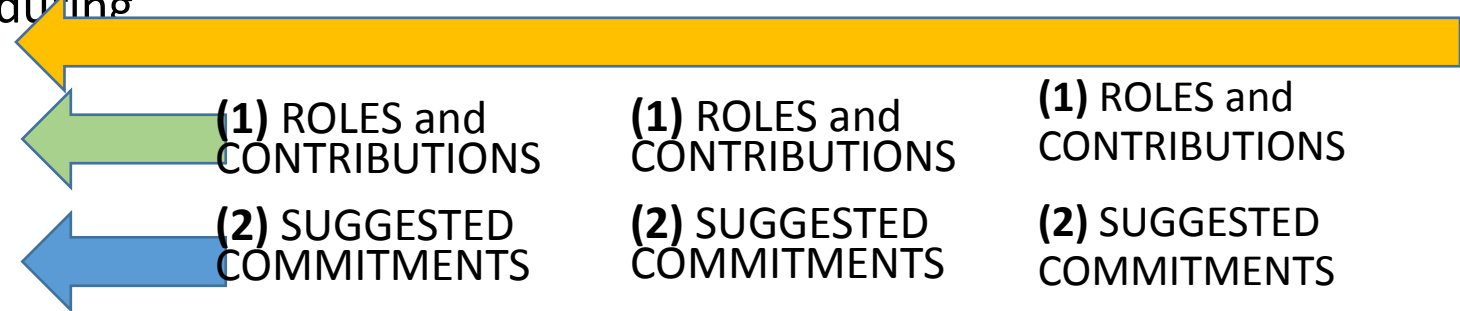 during
(1) ROLES and
CONTRIBUTIONS
(2) SUGGESTED
COMMITMENTS
(1) ROLES and
CONTRIBUTIONS
(2) SUGGESTED
COMMITMENTS
(1) ROLES and
CONTRIBUTIONS
(2) SUGGESTED
COMMITMENTS